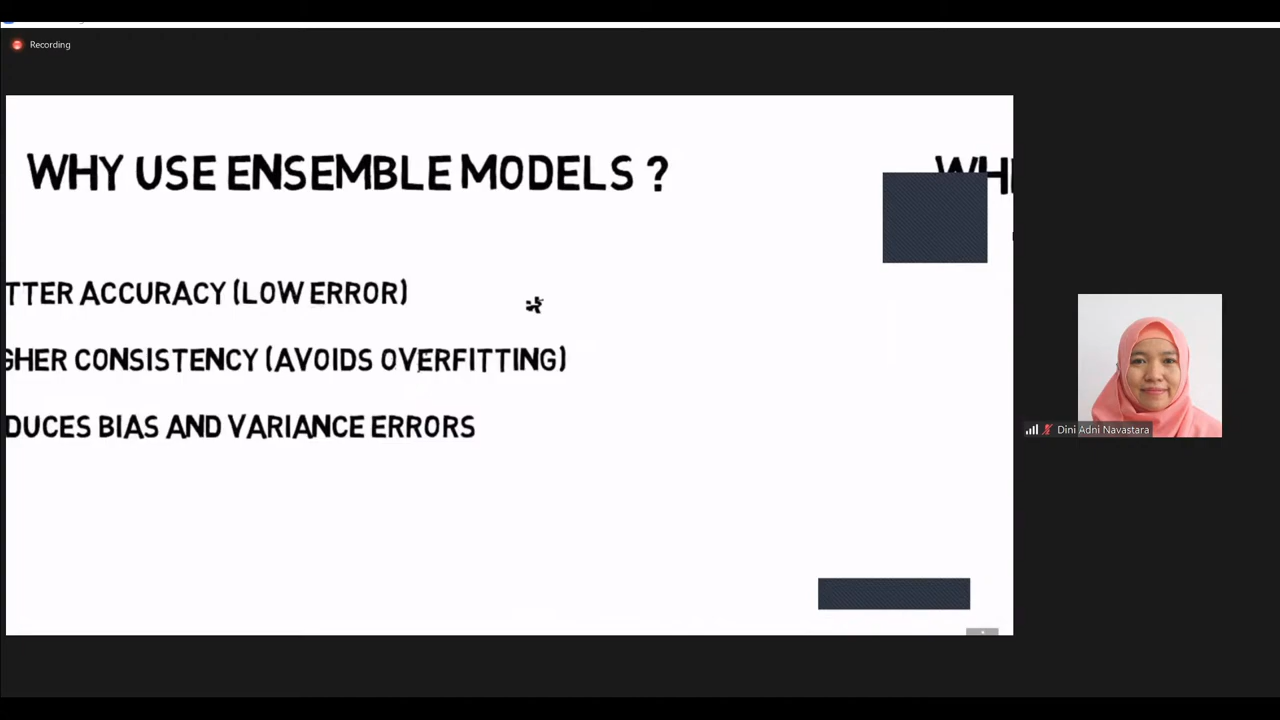 Recording
WHY USE ENSEMBLE MODELS ?
WH
TTER ACCURACY (LOW ERROR)
GHER CONSISTENCY (AVOIDS OVERFITTING)
DUCES BIAS AND VARIANCE ERRORS
Dini Adni Navastara